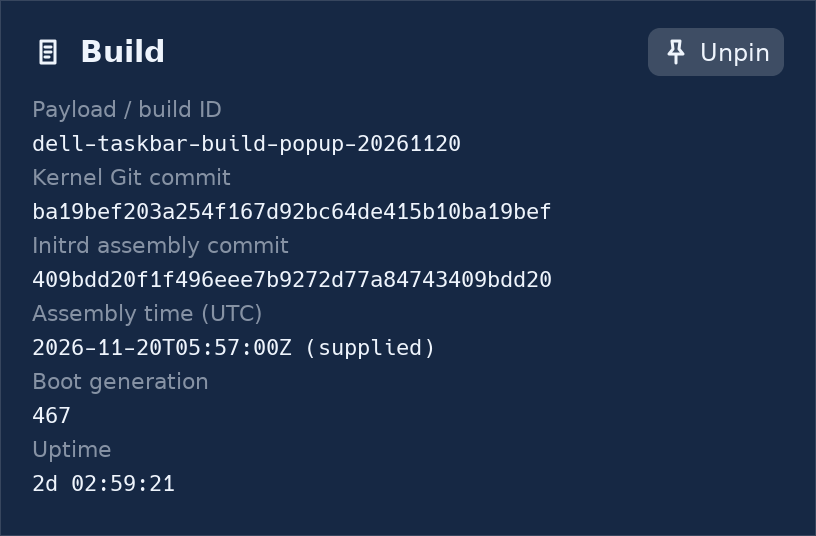 Build
Unpin
Payload / build ID
dell-taskbar-build-popup-20261120
Kernel Git commit
ba19bef203a254f167d92bc64de415b10ba19bef
Initrd assembly commit
409bdd20f1f496eee7b9272d77a84743409bdd20
Assembly time (UTC)
2026-11-20T05:57:00Z (supplied)
Boot generation
467
Uptime
2d 02:59:21